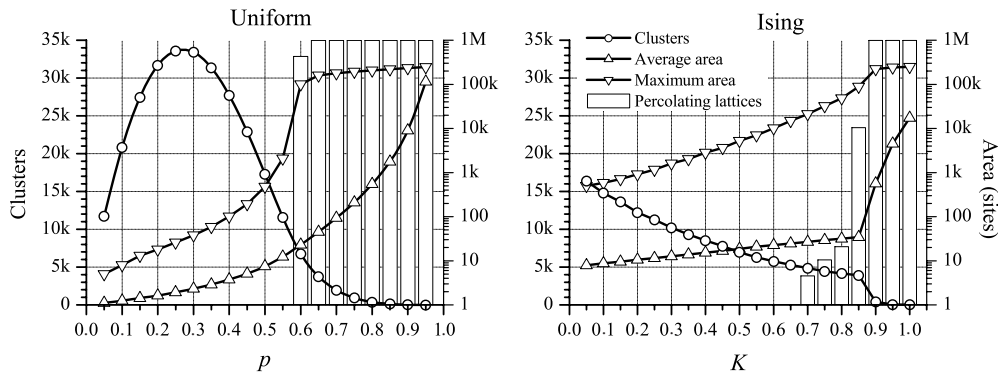 Uniform
Ising
35k
30k
25k
20k
15k
10k
5k
0
Clusters
1M
100k
10k
1k
100
10
1
0.0 0.1 0.2 0.3 0.4 0.5 0.6 0.7 0.8 0.9 1.0
p
35k
30k
25k
20k
15k
10k
5k
0
Clusters
Average area
Maximum area
Percolating lattices
1M
100k
10k
1k
100
10
1
Area (sites)
0.0 0.1 0.2 0.3 0.4 0.5 0.6 0.7 0.8 0.9 1.0
K